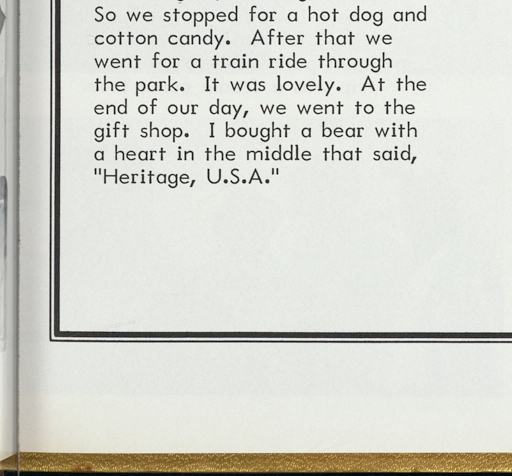 So we stopped for a hot dog and
cotton candy. After that we
went for a train ride through
the park. It was lovely. At the
end of our day, we went to the
gift shop. I bought a bear with
a heart in the middle that said,
"Heritage, U.S.A."